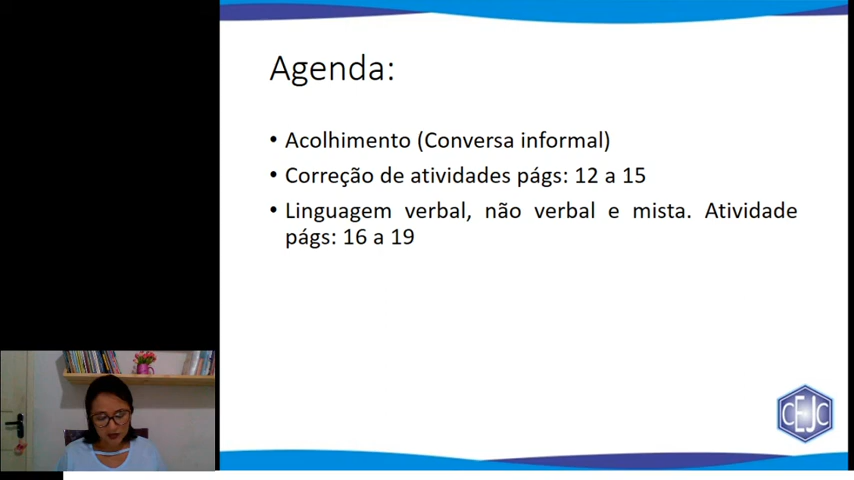 Agenda:
• Acolhimento (Conversa informal)
• Correção de atividades págs: 12 a 15
• Linguagem verbal, não verbal e mista. Atividade
págs: 16 a 19
CEJC